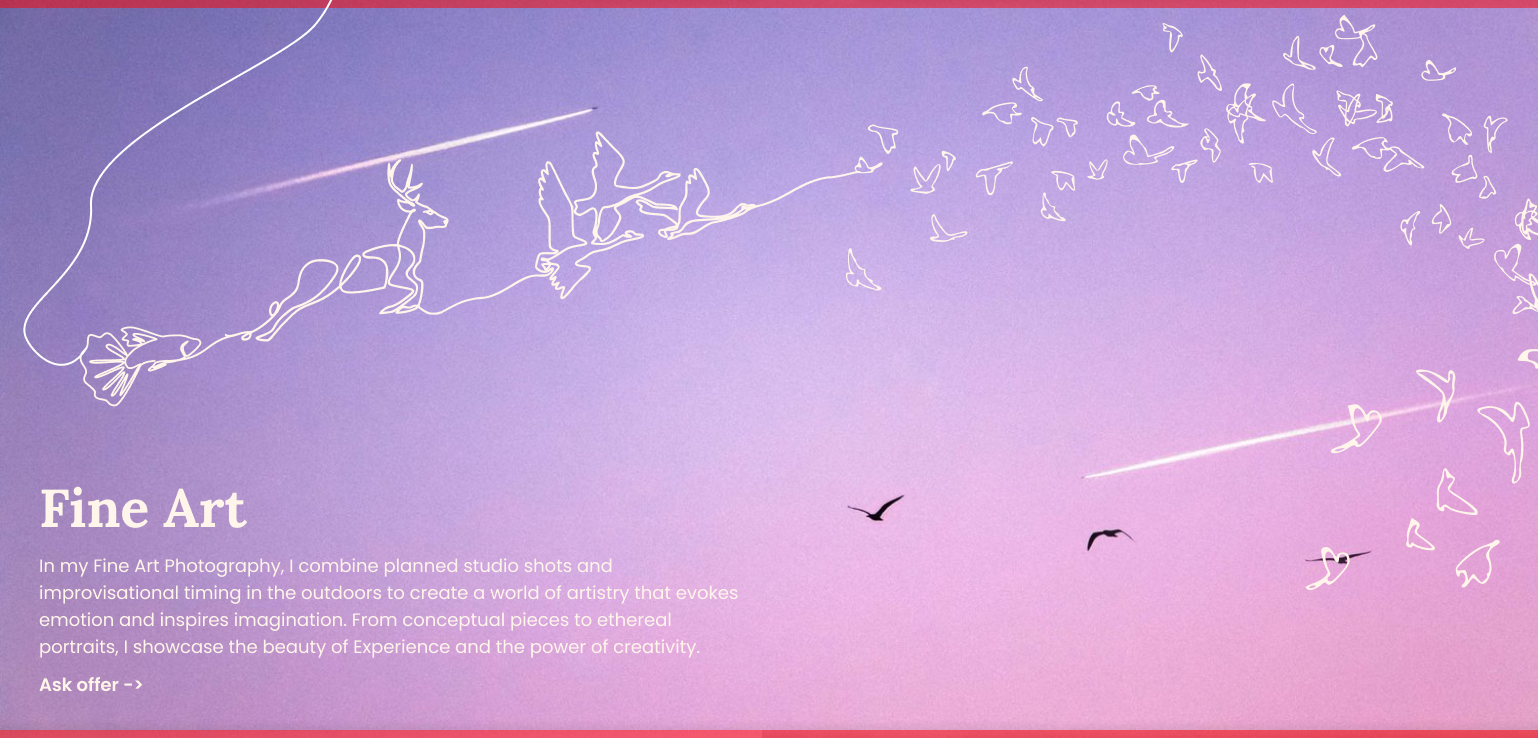 Fine Art
In my Fine Art Photography, I combine planned studio shots and
improvisational timing in the outdoors to create a world of artistry that evokes
emotion and inspires imagination. From conceptual pieces to ethereal
portraits, I showcase the beauty of Experience and the power of creativity.
Ask offer ->